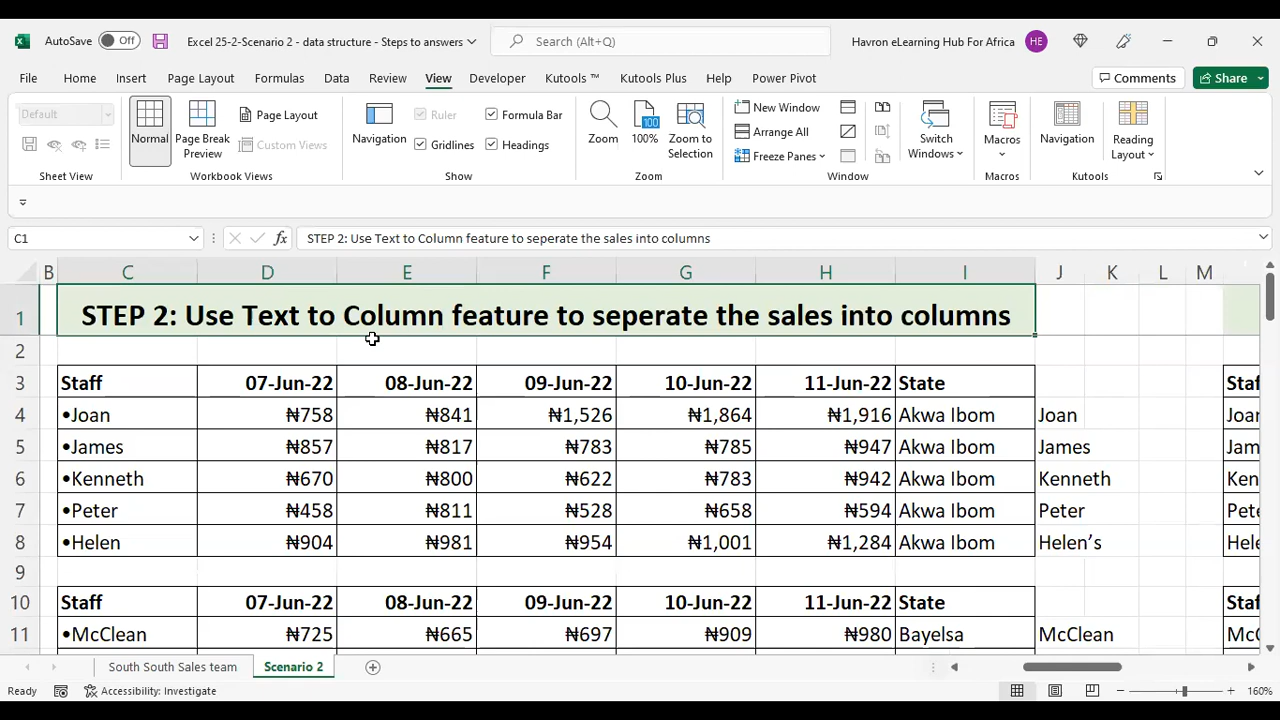 AutoSave Off Excel 25-2-Scenario 2 - data structure - Steps to answers Search (Alt+Q) Havron eLearning Hub For Africa HE
File Home Insert Page Layout Formulas Data Review View Developer Kutools ™ Kutools Plus Help Power Pivot Comments Share
Default
Custom Views
Sheet View
Normal
Page Break Preview
Page Layout
Workbook Views
Navigation
Ruler
Formula Bar
Gridlines
Headings
Show
Zoom
100
100%
Zoom to Selection
Zoom
New Window
Arrange All
Freeze Panes
Switch Windows
Window
Macros
Macros
Navigation
Reading Layout
Kutools
C1 fx STEP 2: Use Text to Column feature to seperate the sales into columns
B C D E F G H I J K L M
1 STEP 2: Use Text to Column feature to seperate the sales into columns
2
3 Staff 07-Jun-22 08-Jun-22 09-Jun-22 10-Jun-22 11-Jun-22 State
4 •Joan ₦758 ₦841 ₦1,526 ₦1,864 ₦1,916 Akwa Ibom Joan
5 •James ₦857 ₦817 ₦783 ₦785 ₦947 Akwa Ibom James
6 •Kenneth ₦670 ₦800 ₦622 ₦783 ₦942 Akwa Ibom Kenneth
7 •Peter ₦458 ₦811 ₦528 ₦658 ₦594 Akwa Ibom Peter
8 •Helen ₦904 ₦981 ₦954 ₦1,001 ₦1,284 Akwa Ibom Helen’s
9
10 Staff 07-Jun-22 08-Jun-22 09-Jun-22 10-Jun-22 11-Jun-22 State
11 •McClean ₦725 ₦665 ₦697 ₦909 ₦980 Bayelsa McClean
South South Sales team Scenario 2
Ready Accessibility: Investigate 160%